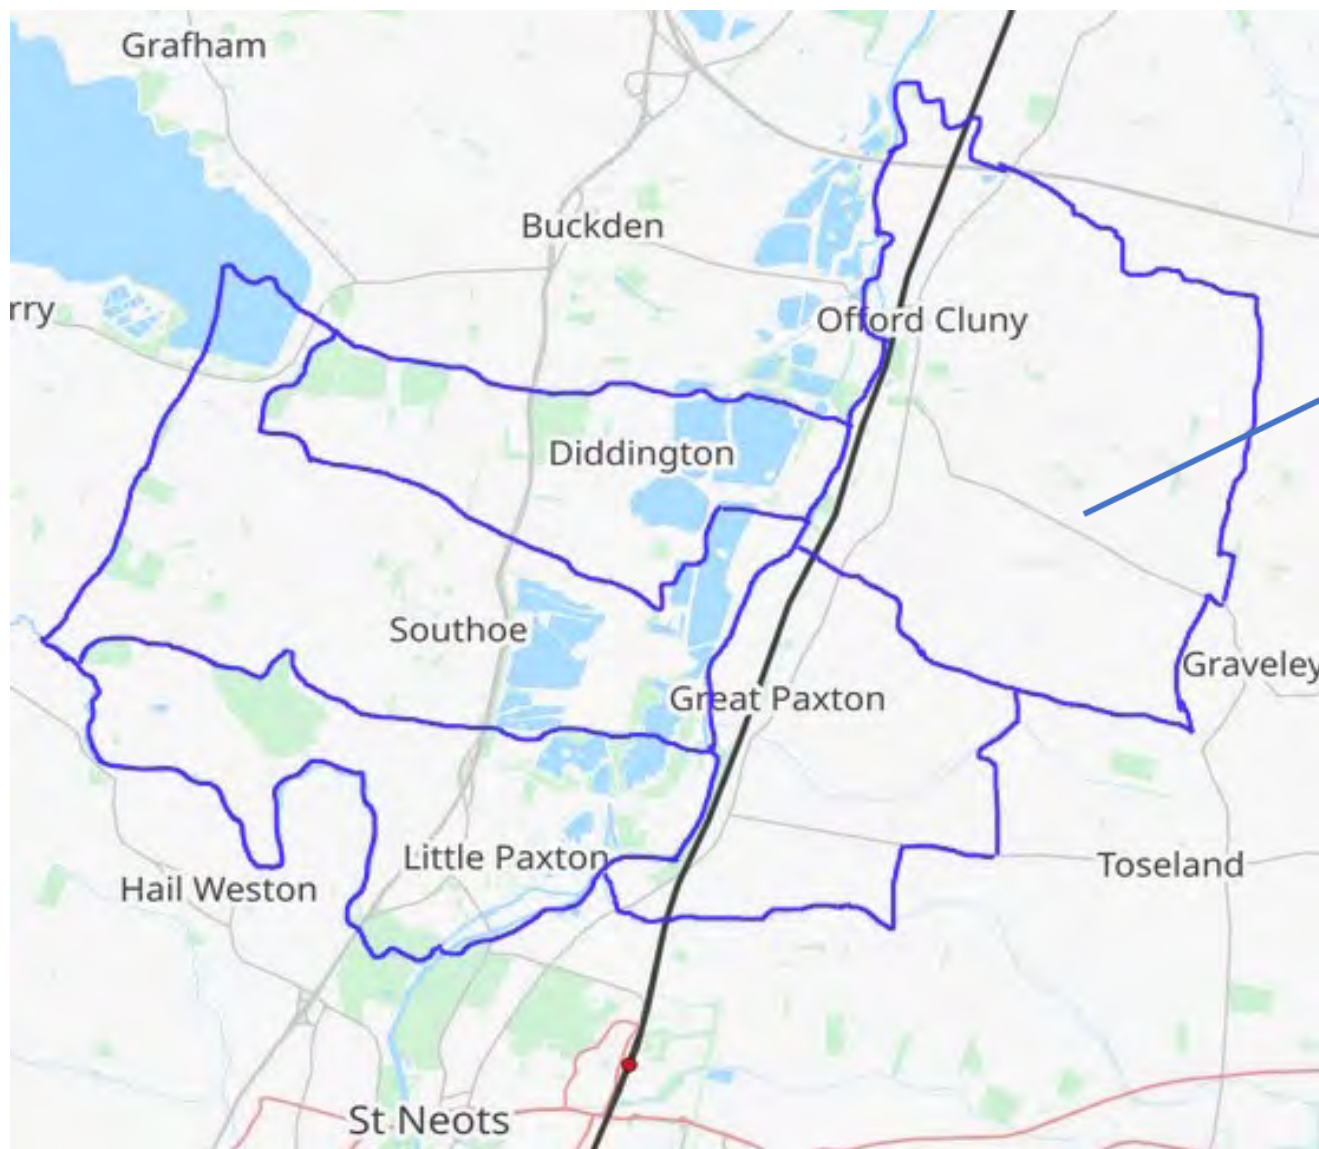 Grafham
Buckden
rry
Offord Cluny
Diddington
Southoe
Graveley
Great Paxton
Little Paxton
Toseland
Hail Weston
St Neots